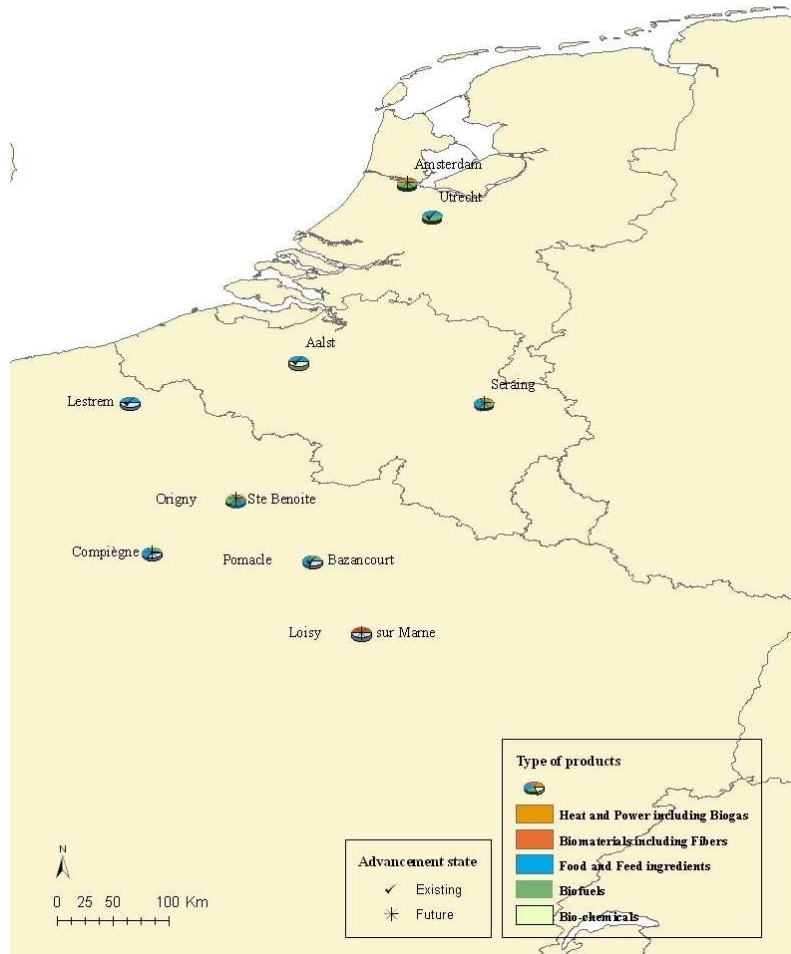 Amsterdam
Utrecht
Aalst
Seraing
Lestrem
Origny Ste Benoite
Compiègne
Pomacle Bazancourt
Loisy sur Marne
Type of products
Heat and Power including Biogas
Biomaterials including Fibers
Food and Feed ingredients
Biofuels
Bio-chemicals
Advancement state
Existing
Future
N
0 25 50 100 Km